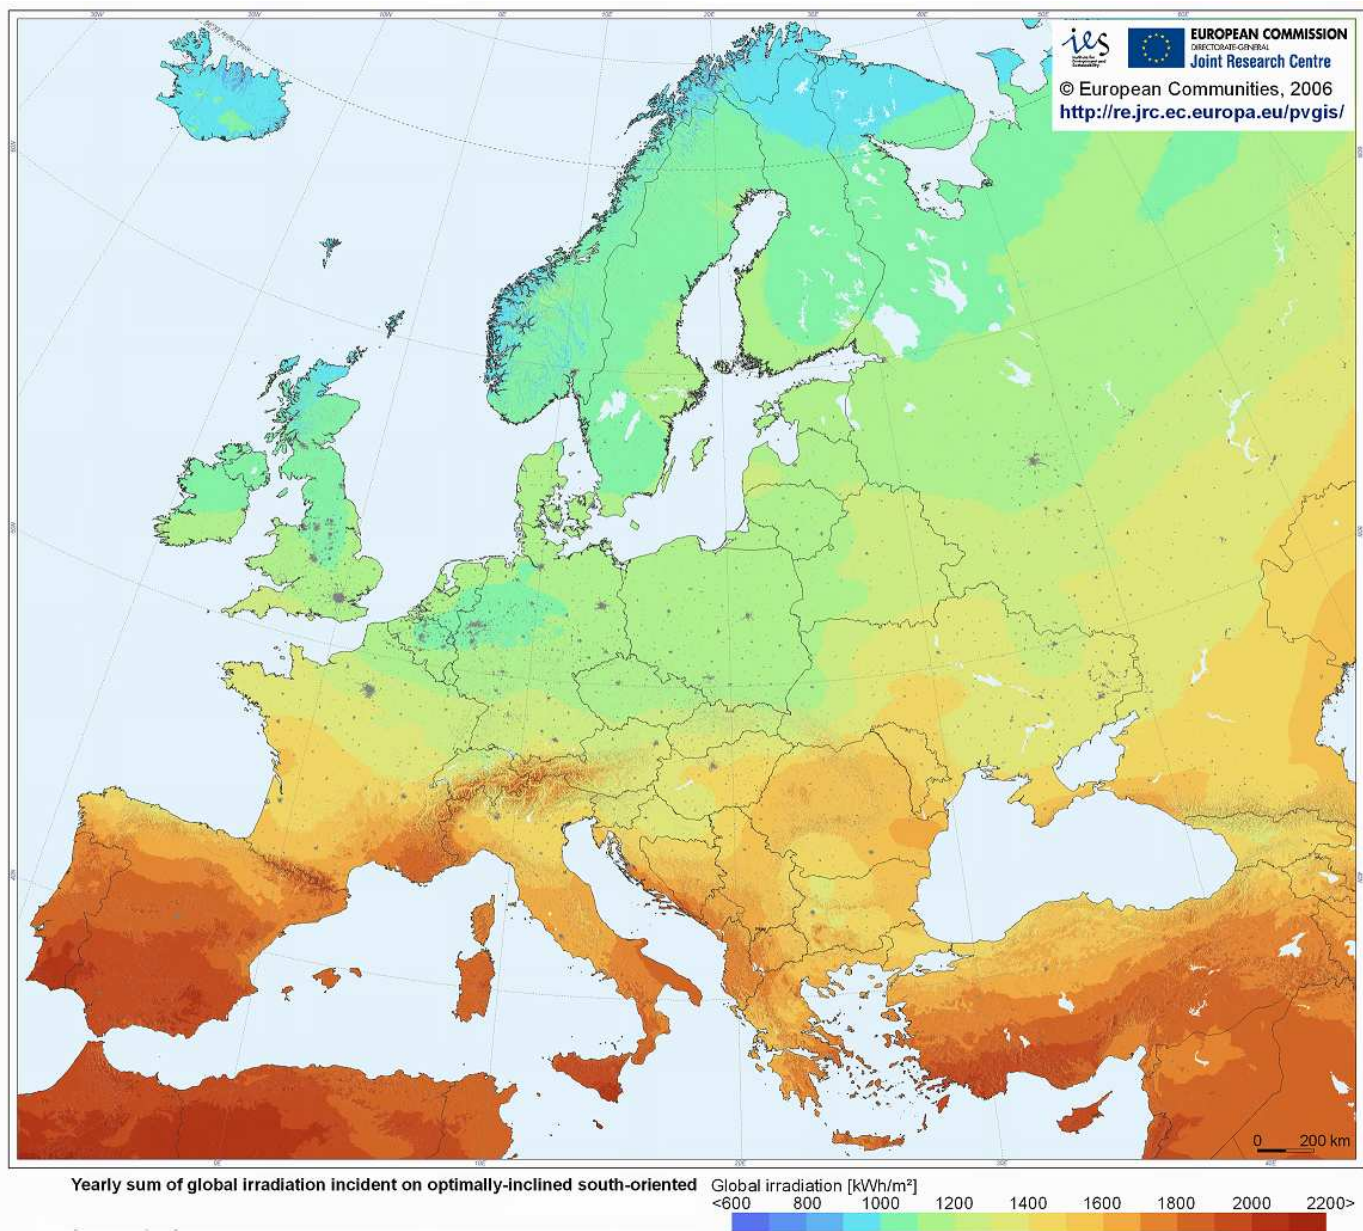 ies
EUROPEAN COMMISSION
DIRECTORATE-GENERAL
Joint Research Centre
© European Communities, 2006
http://re.jrc.ec.europa.eu/pvgis/
0 200 km
Yearly sum of global irradiation incident on optimally-inclined south-oriented
Global irradiation [kWh/m²]
<600 800 1000 1200 1400 1600 1800 2000 2200>